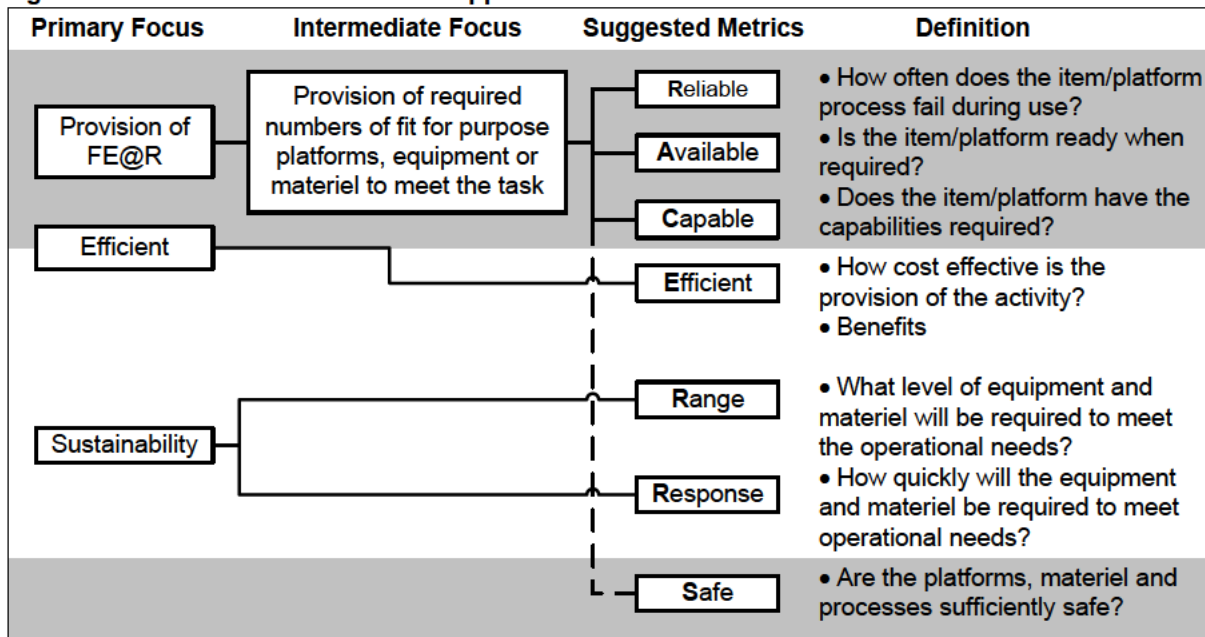 Primary Focus
Intermediate Focus
Suggested Metrics
Definition
Provision of
FE@R
Provision of required
numbers of fit for purpose
platforms, equipment or
materiel to meet the task
Reliable
Available
Capable
• How often does the item/platform
process fail during use?
• Is the item/platform ready when
required?
• Does the item/platform have the
capabilities required?
Efficient
Efficient
• How cost effective is the
provision of the activity?
• Benefits
Sustainability
Range
Response
• What level of equipment and
materiel will be required to meet
the operational needs?
• How quickly will the equipment
and materiel be required to meet
operational needs?
Safe
• Are the platforms, materiel and
processes sufficiently safe?